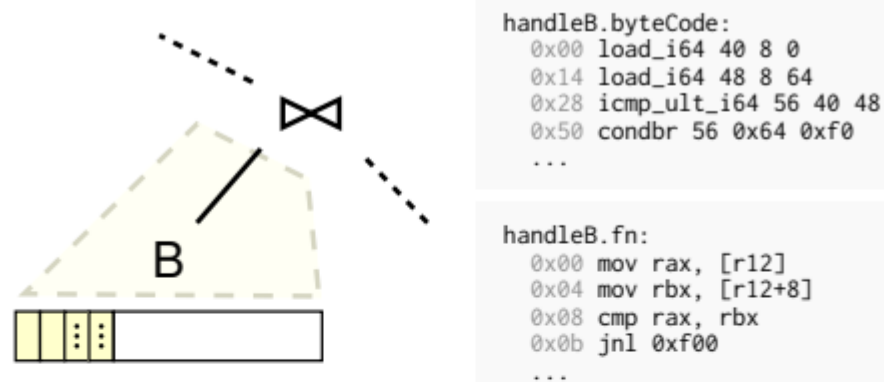 B
handleB.byteCode:
0x00 load_i64 40 8 0
0x14 load_i64 48 8 64
0x28 icmp_ult_i64 56 40 48
0x50 condbr 56 0x64 0xf0
...
handleB.fn:
0x00 mov rax, [r12]
0x04 mov rbx, [r12+8]
0x08 cmp rax, rbx
0x0b jnl 0xf00
...